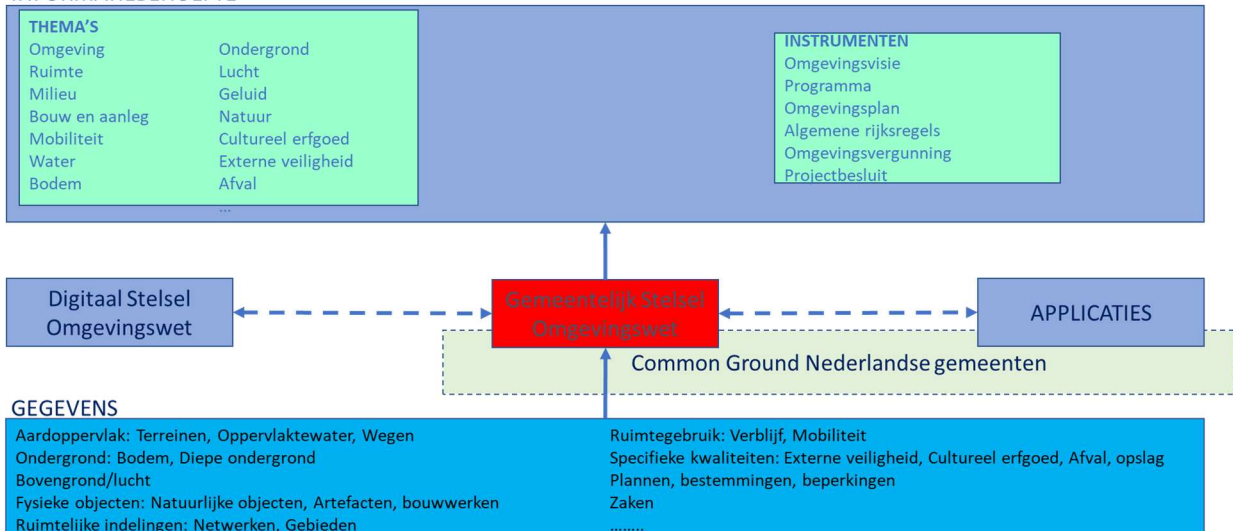 THEMA'S
Omgeving
Ruimte
Milieu
Bouw en aanleg
Mobiliteit
Water
Bodem
Ondergrond
Lucht
Geluid
Natuur
Cultureel erfgoed
Externe veiligheid
Afval
...
INSTRUMENTEN
Omgevingsvisie
Programma
Omgevingsplan
Algemene rijksregels
Omgevingsvergunning
Projectbesluit
Digitaal Stelsel
Omgevingswet
Gemeentelijk Stelsel
Omgevingswet
APPLICATIES
Common Ground Nederlandse gemeenten
GEGEVENS
Aardoppervlak: Terreinen, Oppervlaktewater, Wegen
Ondergrond: Bodem, Diepe ondergrond
Bovengrond/lucht
Fysieke objecten: Natuurlijke objecten, Artefacten, bouwwerken
Ruimtelijke indelingen: Netwerken, Gebieden
Ruimtegebruik: Verblijf, Mobiliteit
Specifieke kwaliteiten: Externe veiligheid, Cultureel erfgoed, Afval, opslag
Plannen, bestemmingen, beperkingen
Zaken
........